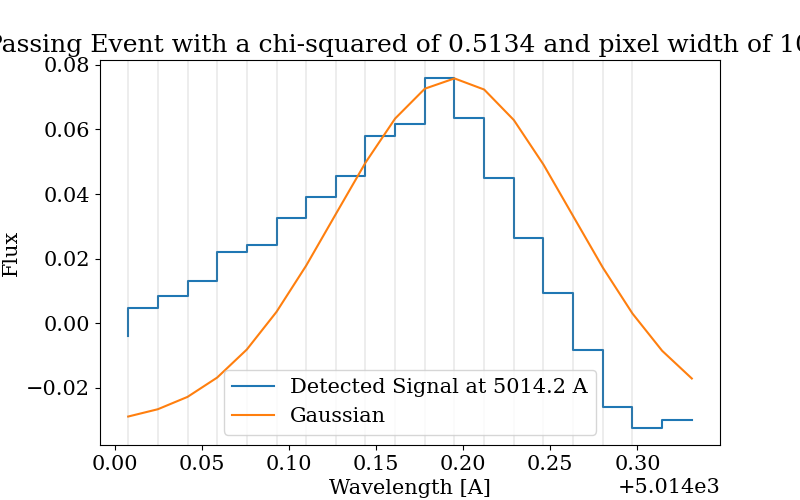 Passing Event with a chi-squared of 0.5134 and pixel width of 10
0.08
0.06
0.04
0.02
0.00
−0.02
Flux
Detected Signal at 5014.2 A
Gaussian
0.00 0.05 0.10 0.15 0.20 0.25 0.30
+5.014e3
Wavelength [A]